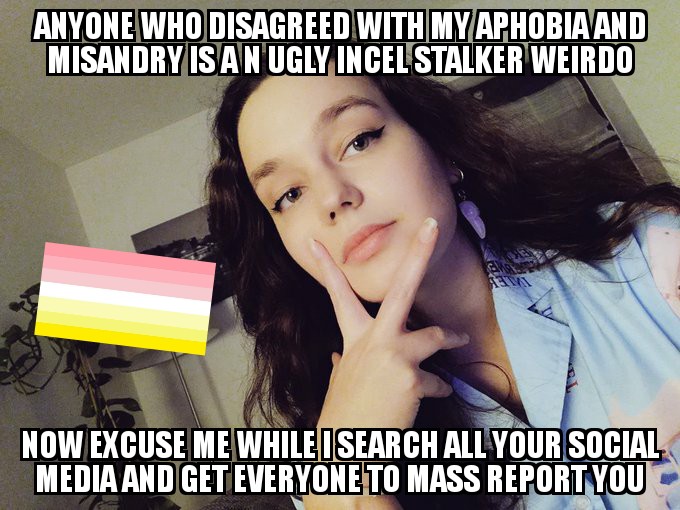 ANYONE WHO DISAGREED WITH MY APHOBIA AND
MISANDRY IS A N UGLY INCEL STALKER WEIRDO
NOW EXCUSE ME WHILE I SEARCH ALL YOUR SOCIAL
MEDIA AND GET EVERYONE TO MASS REPORT YOU